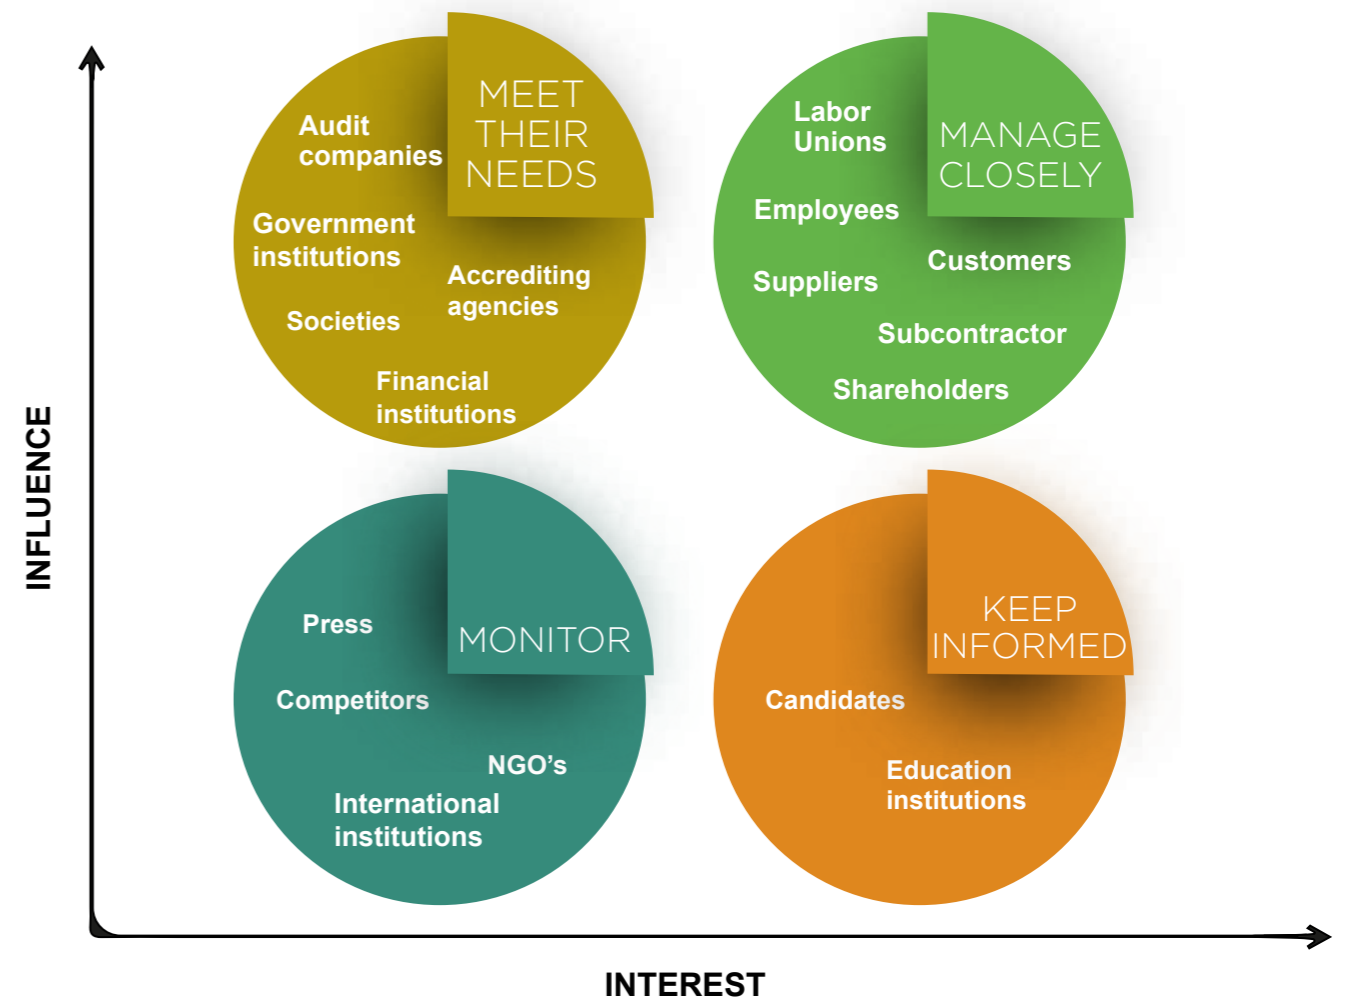 MEET
THEIR
NEEDS
Audit
companies
Government
institutions
Accrediting
agencies
Societies
Financial
institutions
MANAGE
CLOSELY
Labor
Unions
Employees
Customers
Suppliers
Subcontractor
Shareholders
INFLUENCE
MONITOR
Press
Competitors
NGO’s
International
institutions
KEEP
INFORMED
Candidates
Education
institutions
INTEREST